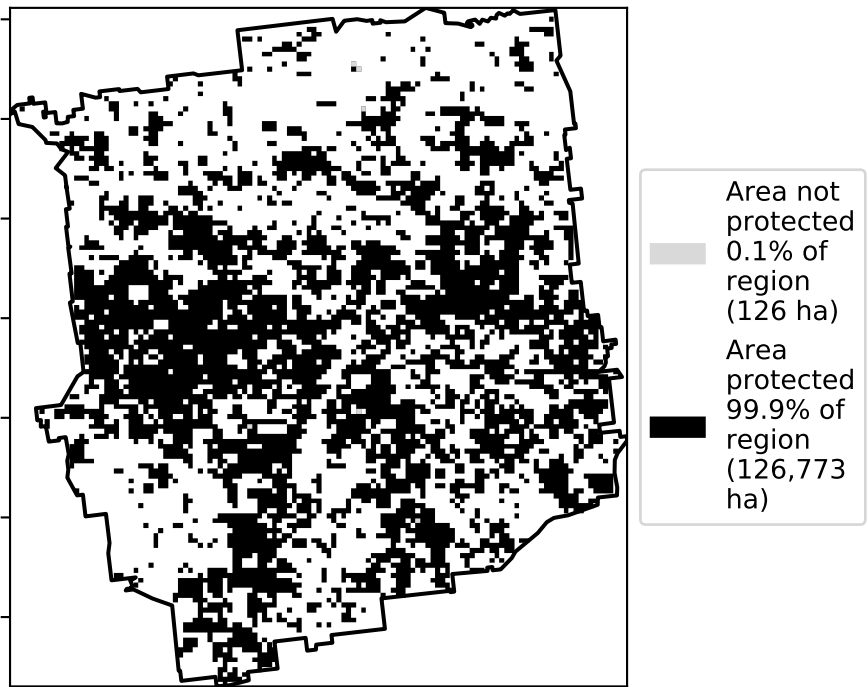 Area not
protected
0.1% of
region
(126 ha)
Area
protected
99.9% of
region
(126,773
ha)